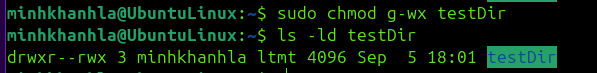 minhkhanhla@UbuntuLinux:~$ sudo chmod g-wx testDir
minhkhanhla@UbuntuLinux:~$ ls -ld testDir
drwxr--rwx 3 minhkhanhla ltmt 4096 Sep  5 18:01 testDir